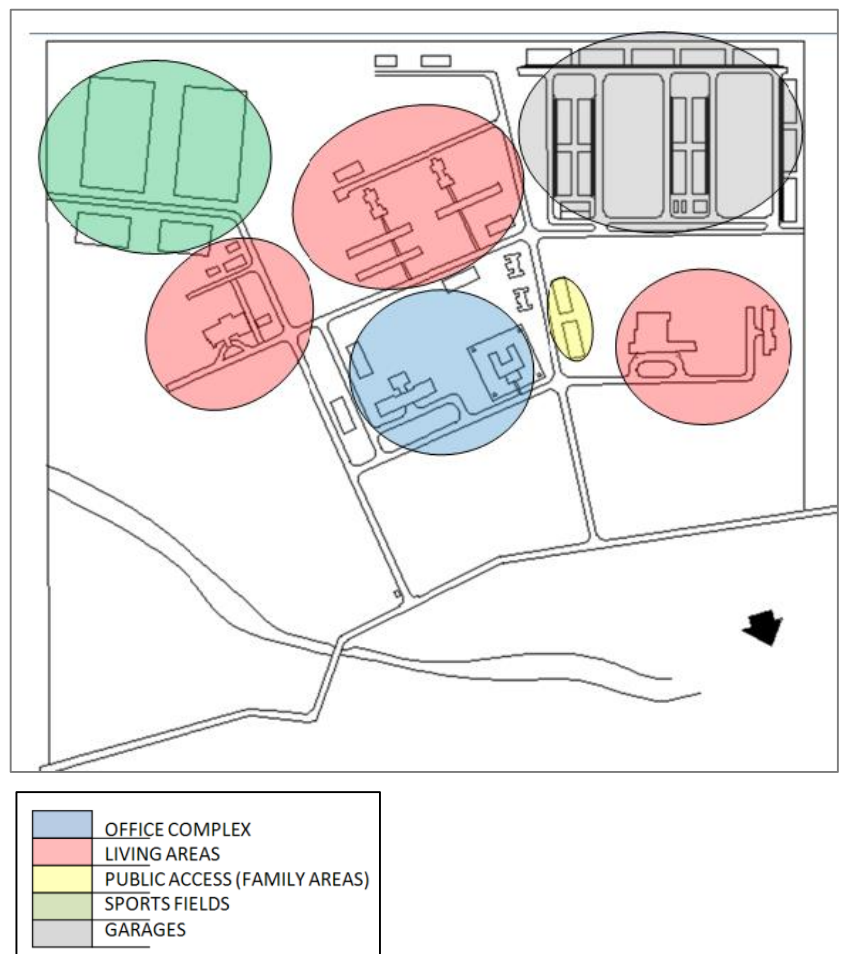 OFFICE COMPLEX
LIVING AREAS
PUBLIC ACCESS (FAMILY AREAS)
SPORTS FIELDS
GARAGES